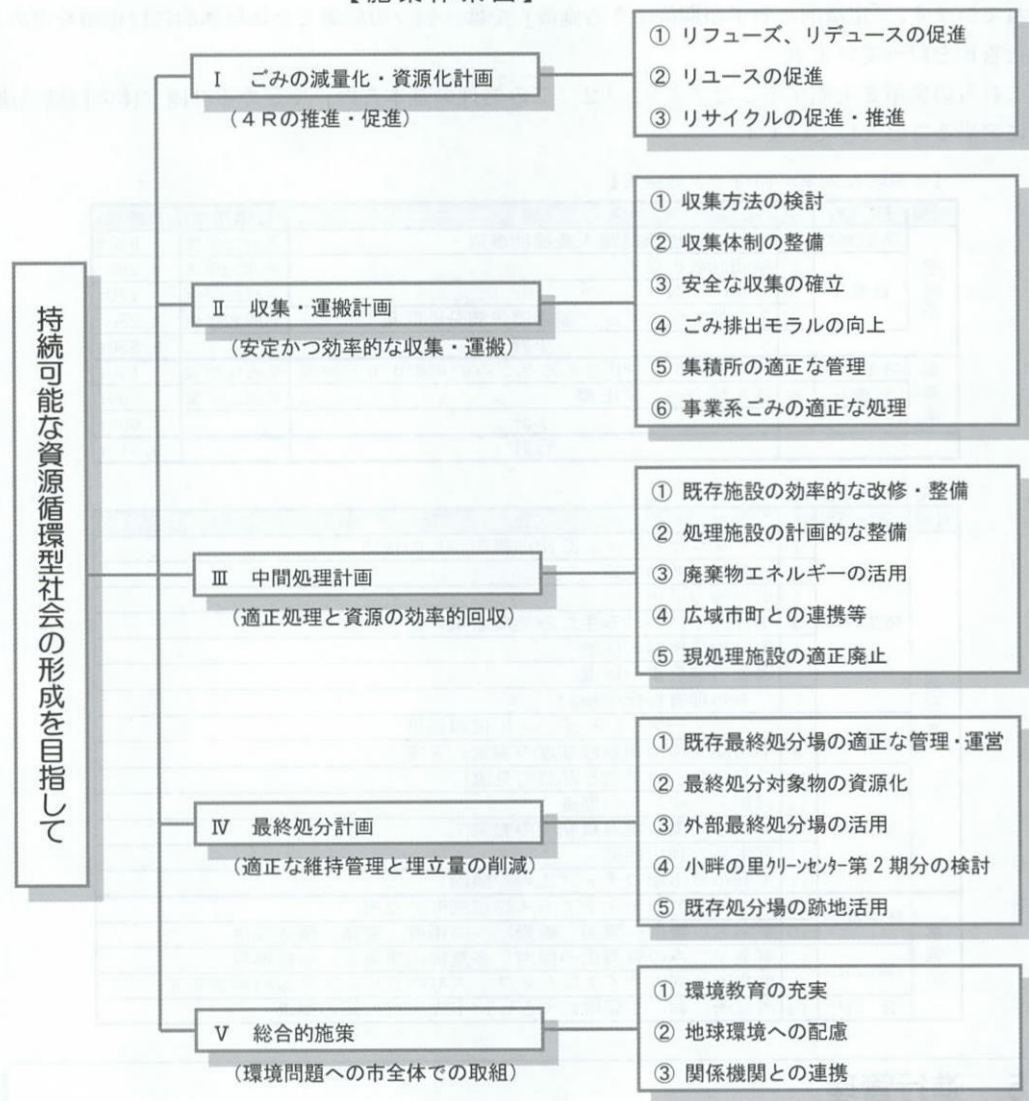 【施策体系図】
持続可能な資源循環型社会の形成を目指して
Ⅰ ごみの減量化・資源化計画
（４Ｒの推進・促進）
① リフューズ、リデュースの促進
② リユースの促進
③ リサイクルの促進・推進
Ⅱ 収集・運搬計画
（安定かつ効率的な収集・運搬）
① 収集方法の検討
② 収集体制の整備
③ 安全な収集の確立
④ ごみ排出モラルの向上
⑤ 集積所の適正な管理
⑥ 事業系ごみの適正な処理
Ⅲ 中間処理計画
（適正処理と資源の効率的回収）
① 既存施設の効率的な改修・整備
② 処理施設の計画的な整備
③ 廃棄物エネルギーの活用
④ 広域市町との連携等
⑤ 現処理施設の適正廃止
Ⅳ 最終処分計画
（適正な維持管理と埋立量の削減）
① 既存最終処分場の適正な管理・運営
② 最終処分対象物の資源化
③ 外部最終処分場の活用
④ 小畔の里ｸﾘｰﾝｾﾝﾀｰ第２期分の検討
⑤ 既存処分場の跡地活用
Ⅴ 総合的施策
（環境問題への市全体での取組）
① 環境教育の充実
② 地球環境への配慮
③ 関係機関との連携